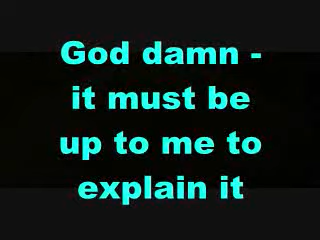 God damn -
it must be
up to me to
explain it